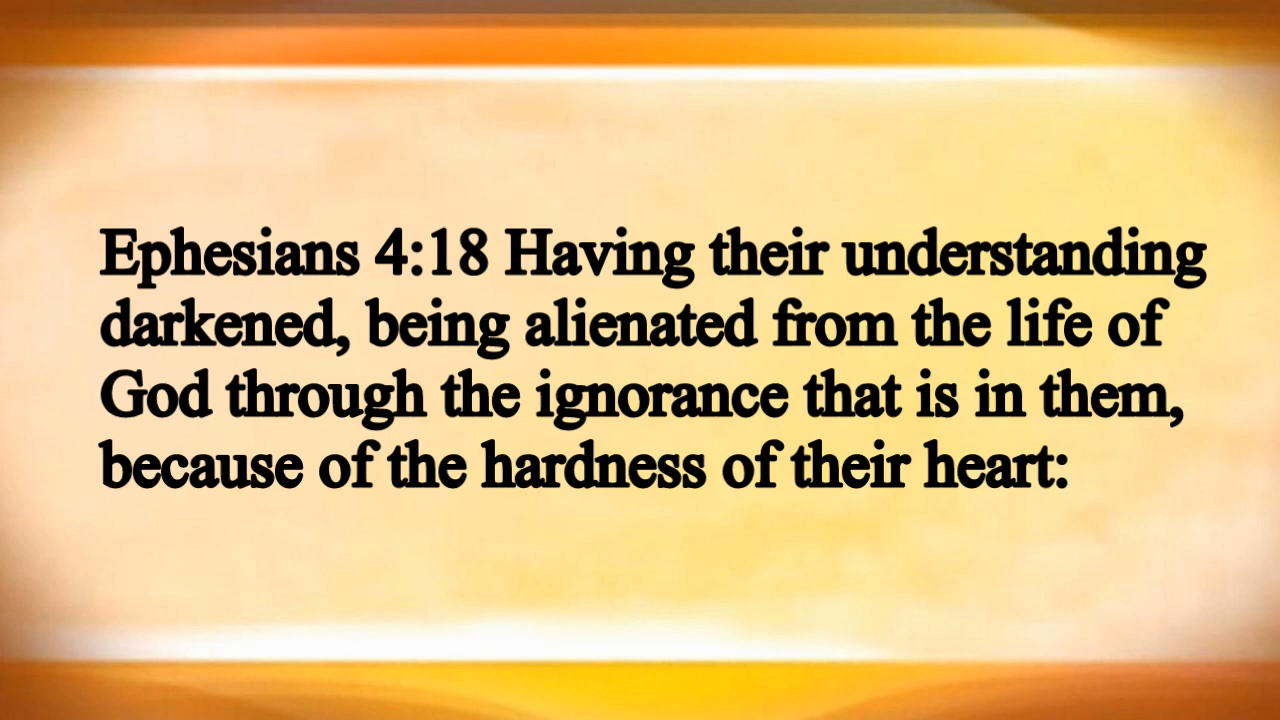 Ephesians 4:18 Having their understanding
darkened, being alienated from the life of
God through the ignorance that is in them,
because of the hardness of their heart: